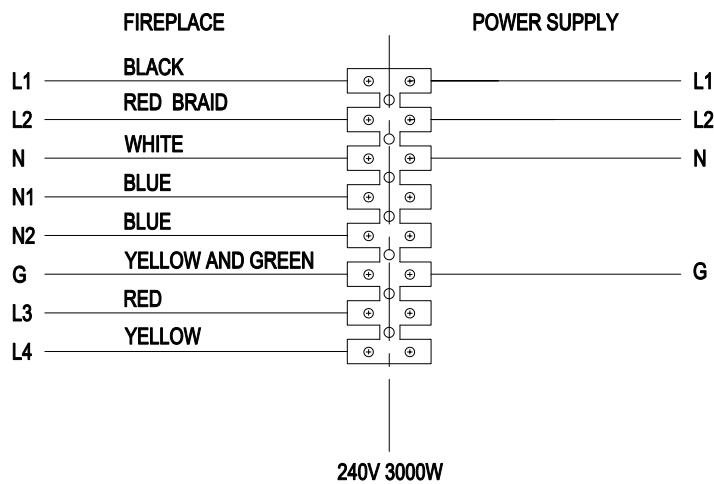 FIREPLACE POWER SUPPLY
BLACK
L1 L1
RED BRAID
L2 L2
WHITE
N N
BLUE
N1
BLUE
N2
YELLOW AND GREEN
G G
RED
L3
YELLOW
L4
240V 3000W